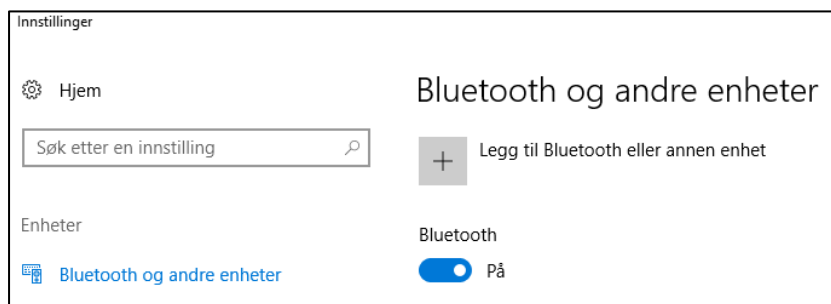 Innstillinger
Hjem
Søk etter en innstilling
Enheter
Bluetooth og andre enheter
Bluetooth og andre enheter
Legg til Bluetooth eller annen enhet
Bluetooth
På